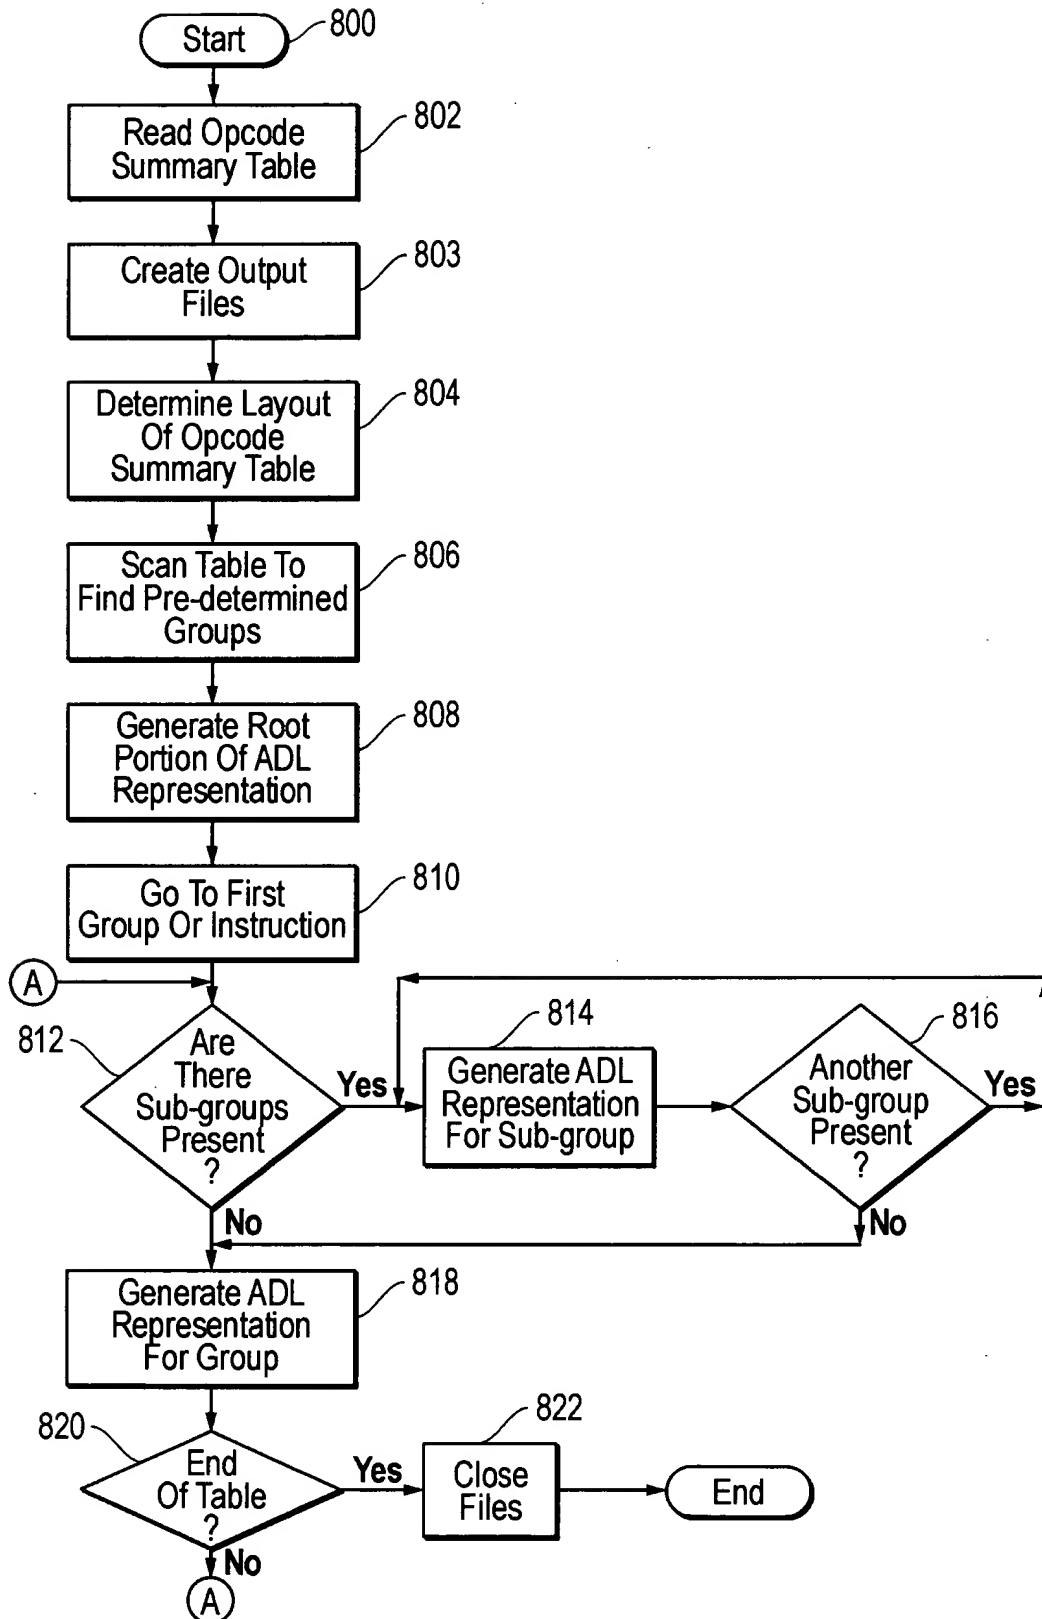 Start
800
Read Opcode
Summary Table
802
Create Output
Files
803
Determine Layout
Of Opcode
Summary Table
804
Scan Table To
Find Pre-determined
Groups
806
Generate Root
Portion Of ADL
Representation
808
Go To First
Group Or Instruction
810
A
812
Are
There
Sub-groups
Present
?
Yes
No
814
Generate ADL
Representation
For Sub-group
816
Another
Sub-group
Present
?
Yes
No
Generate ADL
Representation
For Group
818
820
End
Of Table
?
Yes
No
822
Close
Files
End
A